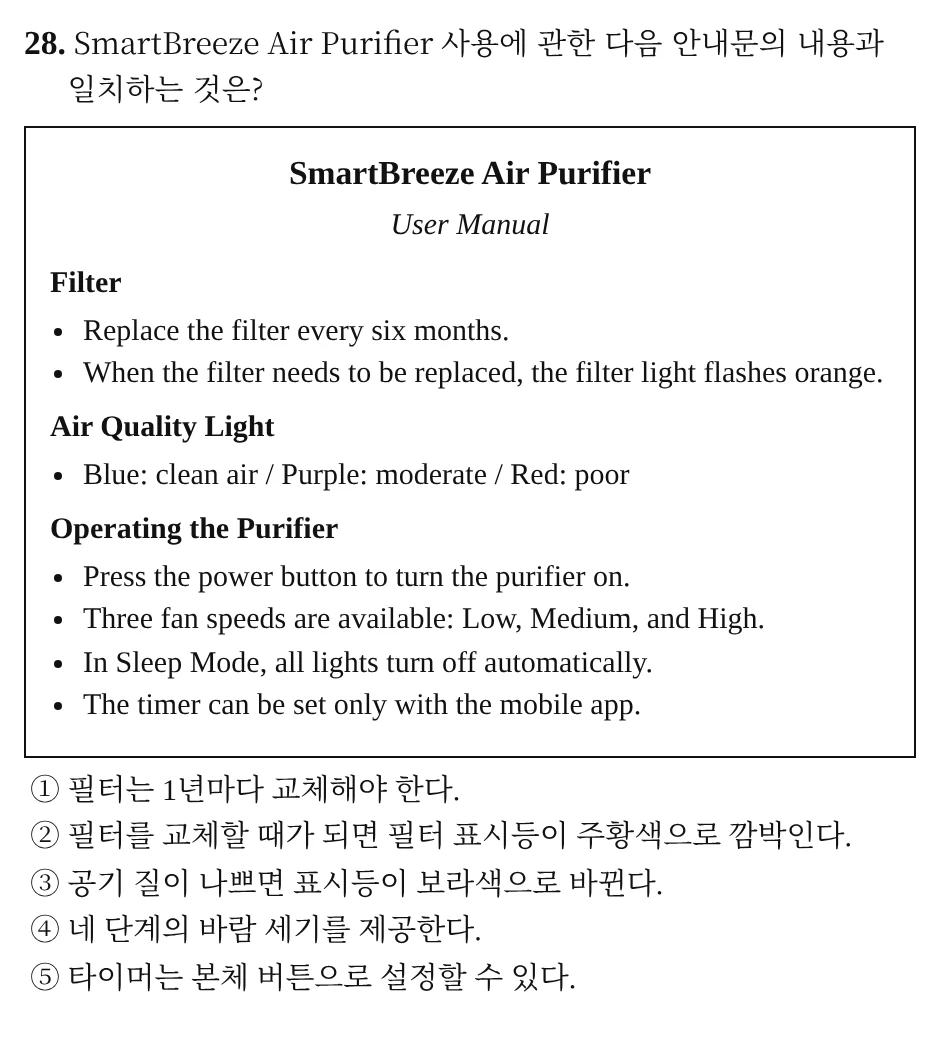 28. SmartBreeze Air Purifier 사용에 관한 다음 안내문의 내용과
일치하는 것은?
SmartBreeze Air Purifier
User Manual
Filter
• Replace the filter every six months.
• When the filter needs to be replaced, the filter light flashes orange.
Air Quality Light
• Blue: clean air / Purple: moderate / Red: poor
Operating the Purifier
• Press the power button to turn the purifier on.
• Three fan speeds are available: Low, Medium, and High.
• In Sleep Mode, all lights turn off automatically.
• The timer can be set only with the mobile app.
① 필터는 1년마다 교체해야 한다.
② 필터를 교체할 때가 되면 필터 표시등이 주황색으로 깜박인다.
③ 공기 질이 나쁘면 표시등이 보라색으로 바뀐다.
④ 네 단계의 바람 세기를 제공한다.
⑤ 타이머는 본체 버튼으로 설정할 수 있다.